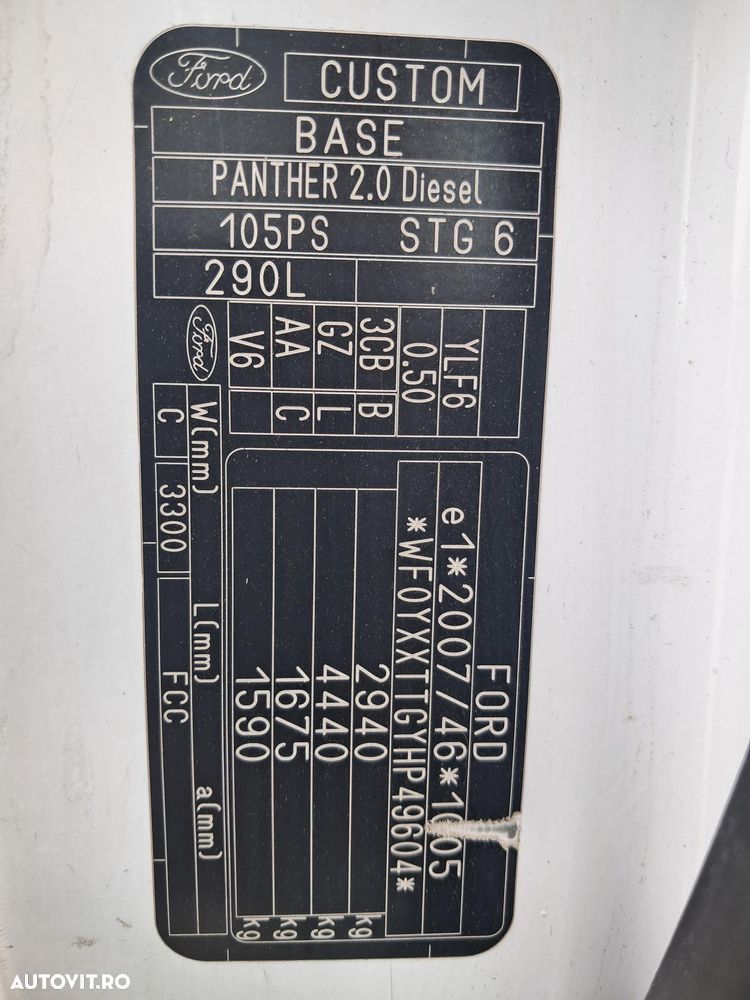 Ford
CUSTOM
BASE
PANTHER 2.0 Diesel
105PS STG 6
290L
Ford
YLF6
0.50
3CB B
GZ L
AA C
V6
FORD
e1*2007/46*1005
*WF0YXXTTGYHP49604*
2940 kg
4440 kg
1675 kg
1590 kg
W(mm) L(mm) a(mm)
C 3300 FCC
AUTOVIT.RO